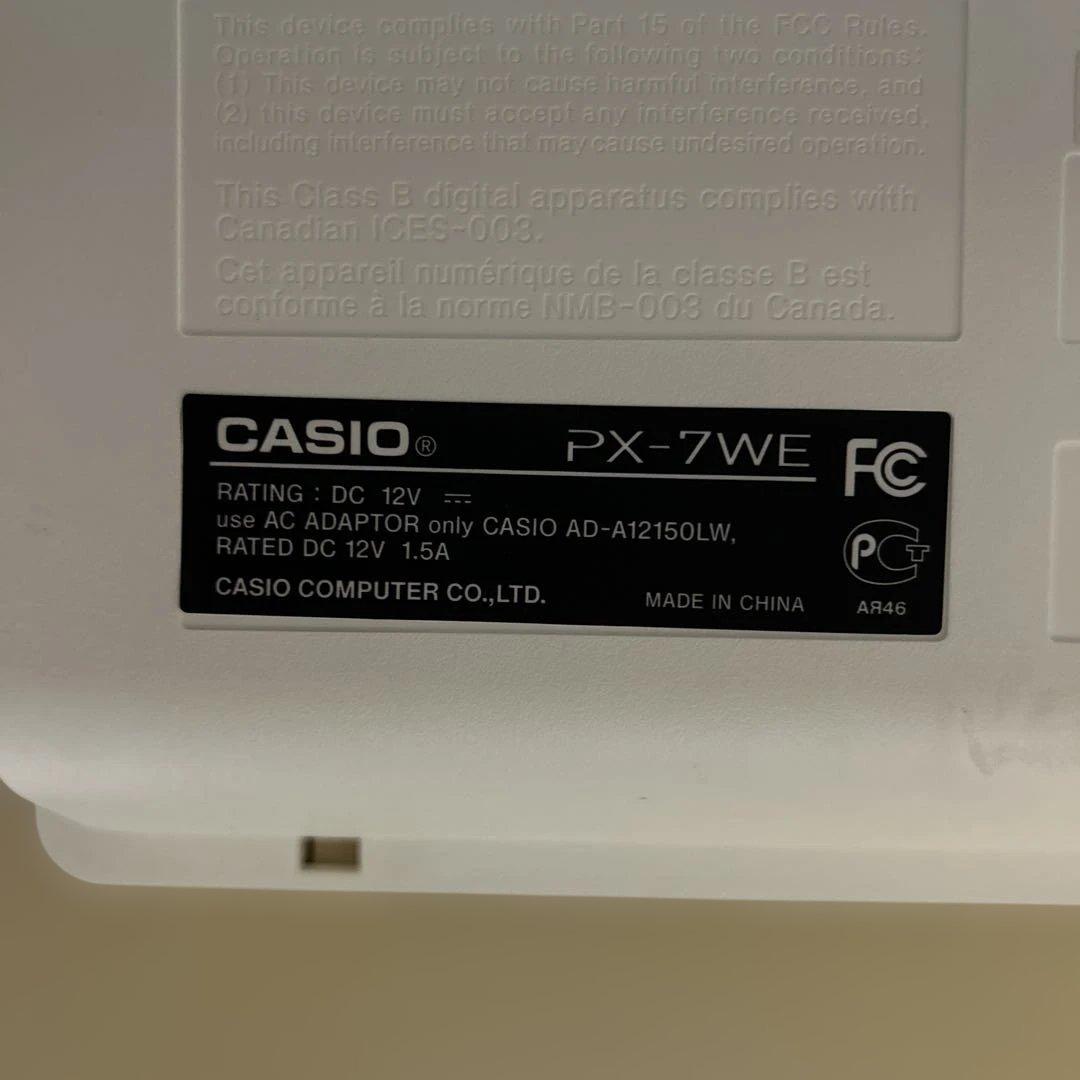 This device complies with Part 15 of the FCC Rules.
Operation is subject to the following two conditions:
(1) This device may not cause harmful interference, and
(2) this device must accept any interference received,
including interference that may cause undesired operation.
This Class B digital apparatus complies with
Canadian ICES-003.
Cet appareil numérique de la classe B est
conforme à la norme NMB-003 du Canada.
CASIO® PX-7WE FC
RATING : DC 12V ⎓
use AC ADAPTOR only CASIO AD-A12150LW,
RATED DC 12V 1.5A
РСТ
CASIO COMPUTER CO.,LTD. MADE IN CHINA АЯ46